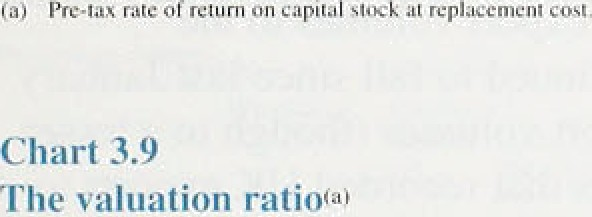 (a) Pre-tax rate of return on capital stock at replacement cost.
Chart 3.9
The valuation ratio(a)